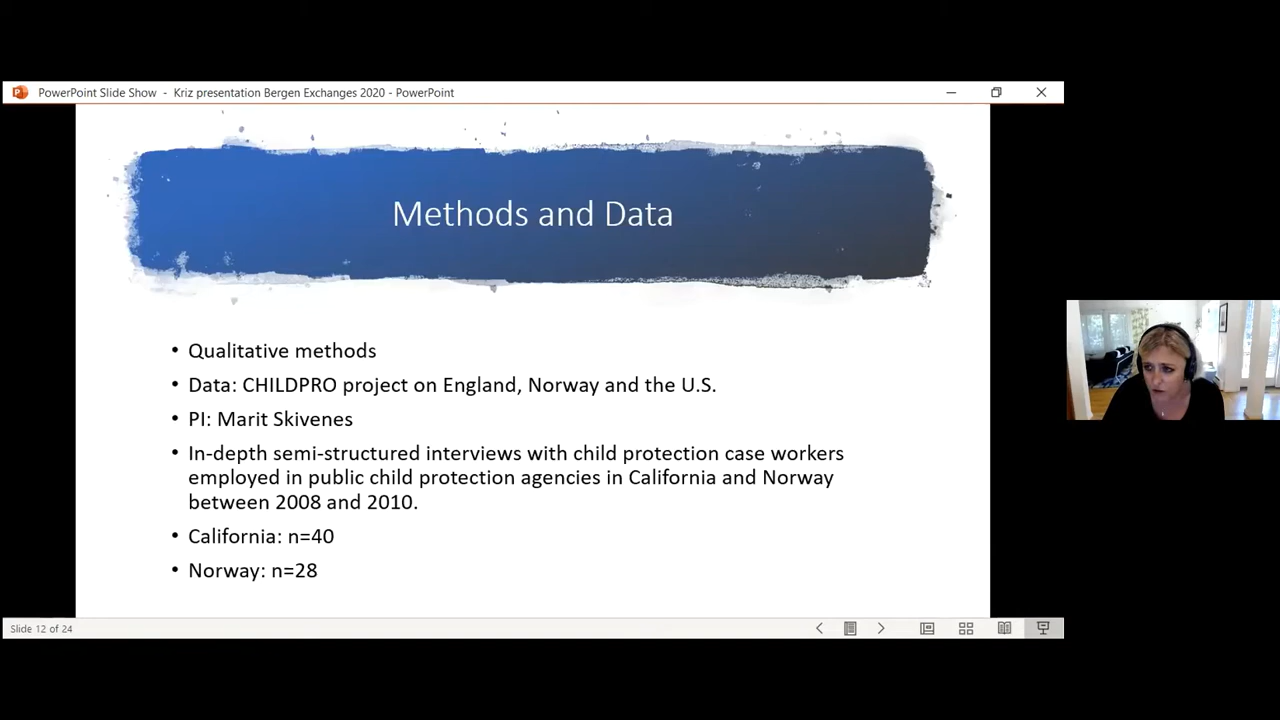 PowerPoint Slide Show - Kriz presentation Bergen Exchanges 2020 - PowerPoint
Methods and Data
• Qualitative methods
• Data: CHILDPRO project on England, Norway and the U.S.
• PI: Marit Skivenes
• In-depth semi-structured interviews with child protection case workers
employed in public child protection agencies in California and Norway
between 2008 and 2010.
• California: n=40
• Norway: n=28
Slide 12 of 24